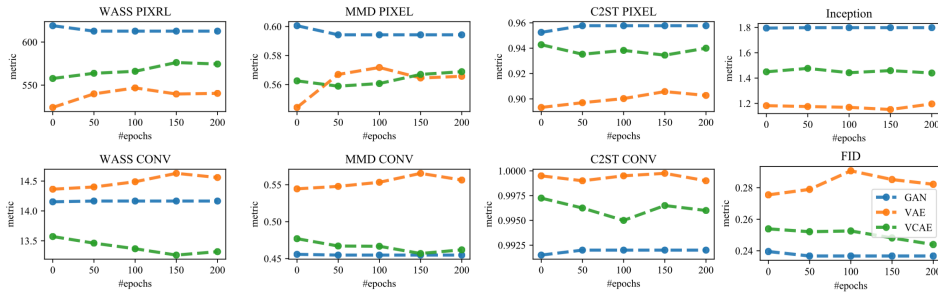 WASS PIXRL
metric
600
550
0 50 100 150 200
#epochs
MMD PIXEL
metric
0.60
0.58
0.56
0 50 100 150 200
#epochs
C2ST PIXEL
metric
0.96
0.94
0.92
0.90
0 50 100 150 200
#epochs
Inception
metric
1.8
1.6
1.4
1.2
0 50 100 150 200
#epochs
WASS CONV
metric
14.5
14.0
13.5
0 50 100 150 200
#epochs
MMD CONV
metric
0.55
0.50
0.45
0 50 100 150 200
#epochs
C2ST CONV
metric
1.0000
0.9975
0.9950
0.9925
0 50 100 150 200
#epochs
FID
metric
0.28
0.26
0.24
0 50 100 150 200
#epochs
GAN
VAE
VCAE